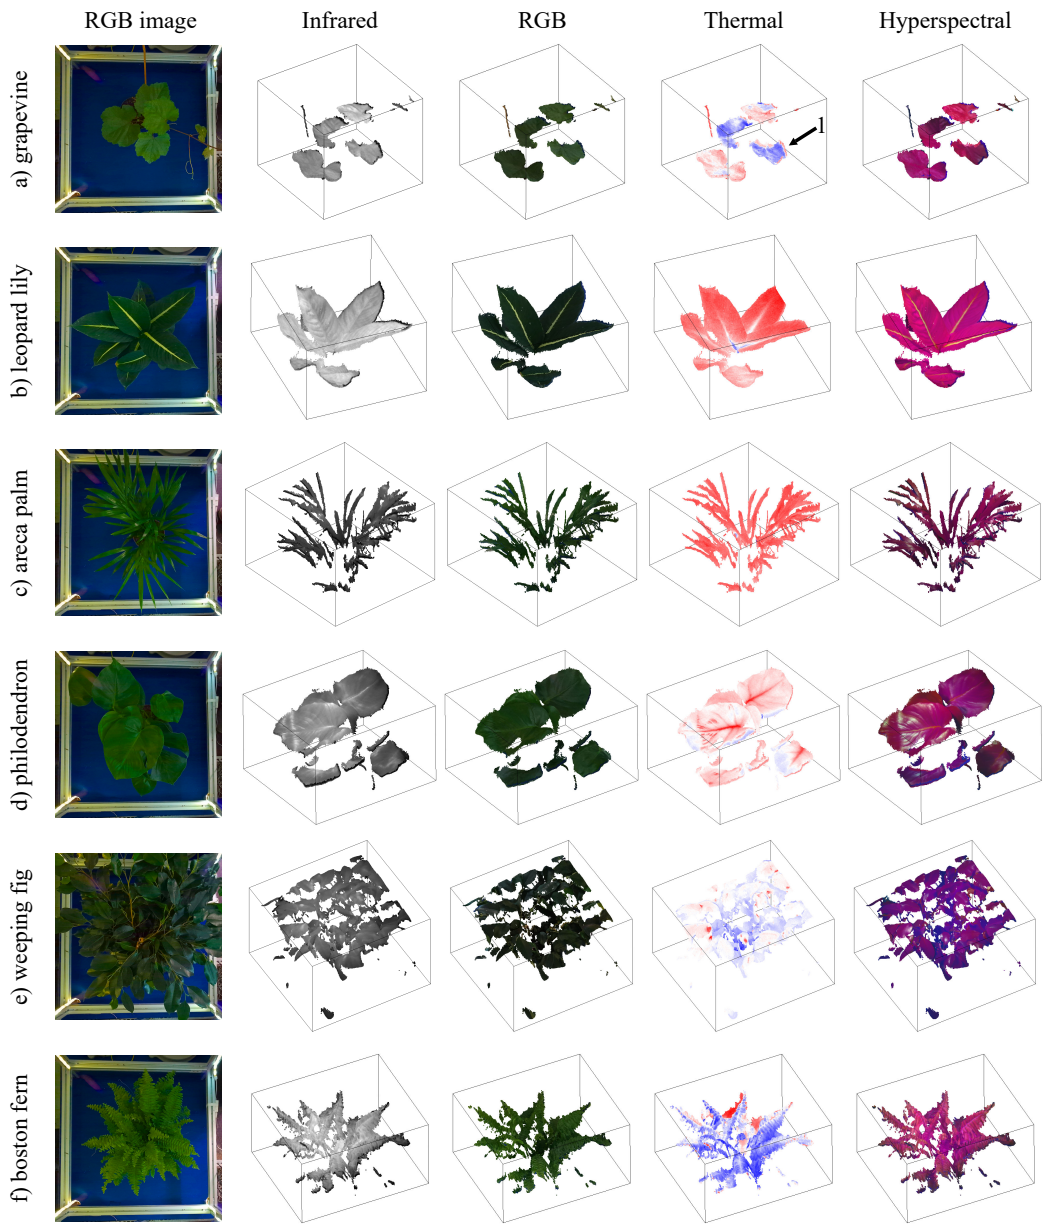 RGB image Infrared RGB Thermal Hyperspectral
a) grapevine
1
b) leopard lily
c) areca palm
d) philodendron
e) weeping fig
f) boston fern